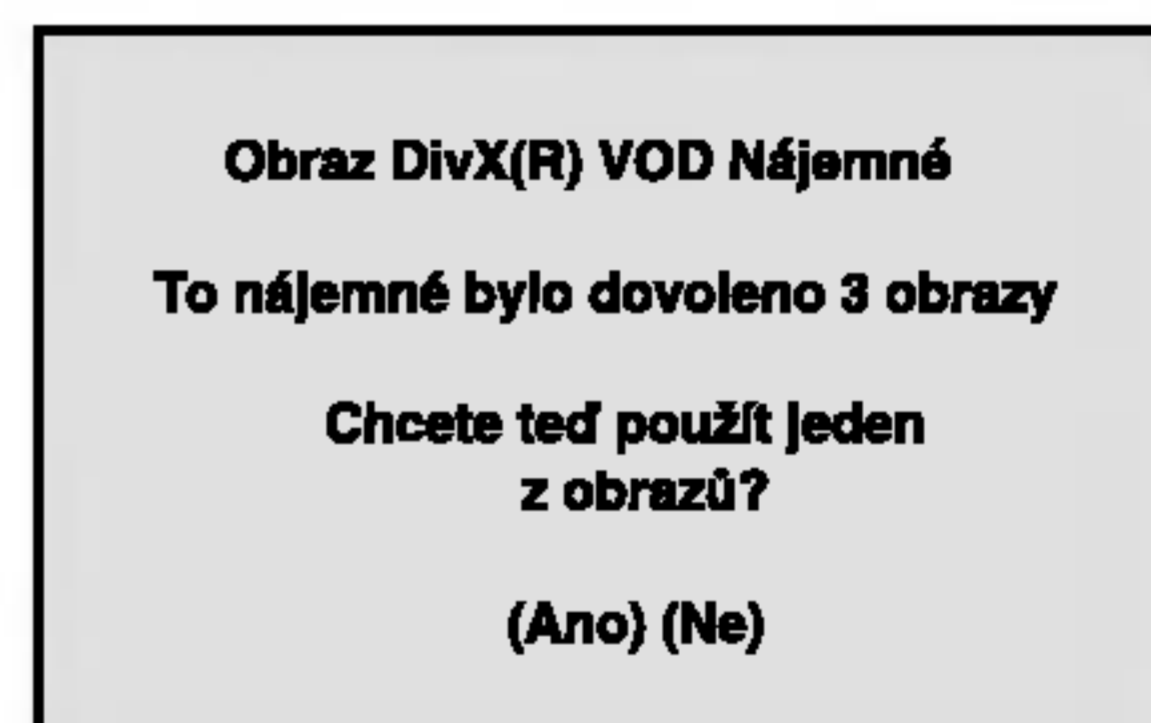 Obraz DivX(R) VOD Nájemné
To nájemné bylo dovoleno 3 obrazy
Chcete teď použít jeden
z obrazů?
(Ano) (Ne)